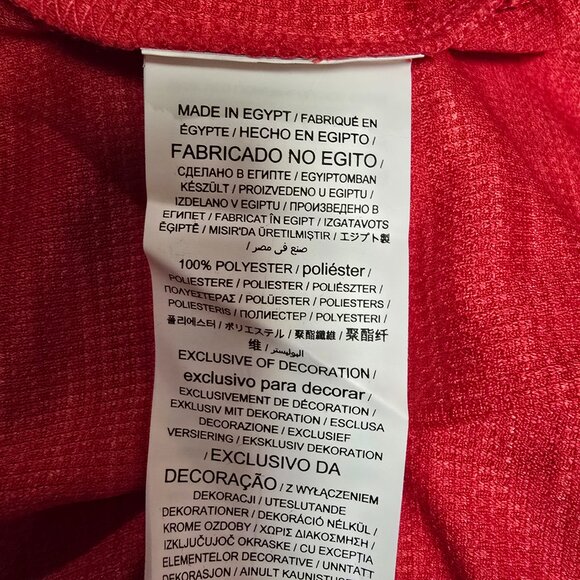 MADE IN EGYPT / FABRIQUÉ EN
ÉGYPTE / HECHO EN EGIPTO /
FABRICADO NO EGITO /
СДЕЛАНО В ЕГИПТЕ / EGYIPTOMBAN
KÉSZÜLT / PROIZVEDENO U EGIPTU /
IZDELANO V EGIPTU / ПРОИЗВЕДЕНО В
ЕГИПЕТ / FABRICAT ÎN EGIPT / IZGATAVOTS
ĒĢIPTĒ / MISIR'DA ÜRETILMIŞTIR / エジプト製
/ صنع في مصر /
100% POLYESTER / poliéster /
POLIESTERE / POLIESTER / POLIÉSZTER /
ΠΟΛΥΕΣΤΕΡΑΣ / POLÜESTER / POLIESTERS /
POLIESTERIS / ПОЛИЕСТЕР / POLYESTERI /
폴리에스터 / ポリエステル / 聚酯纖維 / 聚酯纤
维 / البوليستر
EXCLUSIVE OF DECORATION /
exclusivo para decorar /
EXCLUSIVEMENT DE DÉCORATION /
EXKLUSIV MIT DEKORATION / ESCLUSA
DECORAZIONE / EXCLUSIEF
VERSIERING / EKSKLUSIV DEKORATION
/ EXCLUSIVO DA
DECORAÇÃO / Z WYŁĄCZENIEM
DEKORACJI / UTESLUTANDE
DEKORATIONER / DEKORACIÓ NÉLKÜL /
KROME OZDOBY / ΧΩΡΙΣ ΔΙΑΚΟΣΜΗΣΗ /
IZKLJUČUJOČ OKRASKE / CU EXCEPȚIA
ELEMENTELOR DECORATIVE / UNNTATT
DEKORASJON / AINULT KAUNISTUS